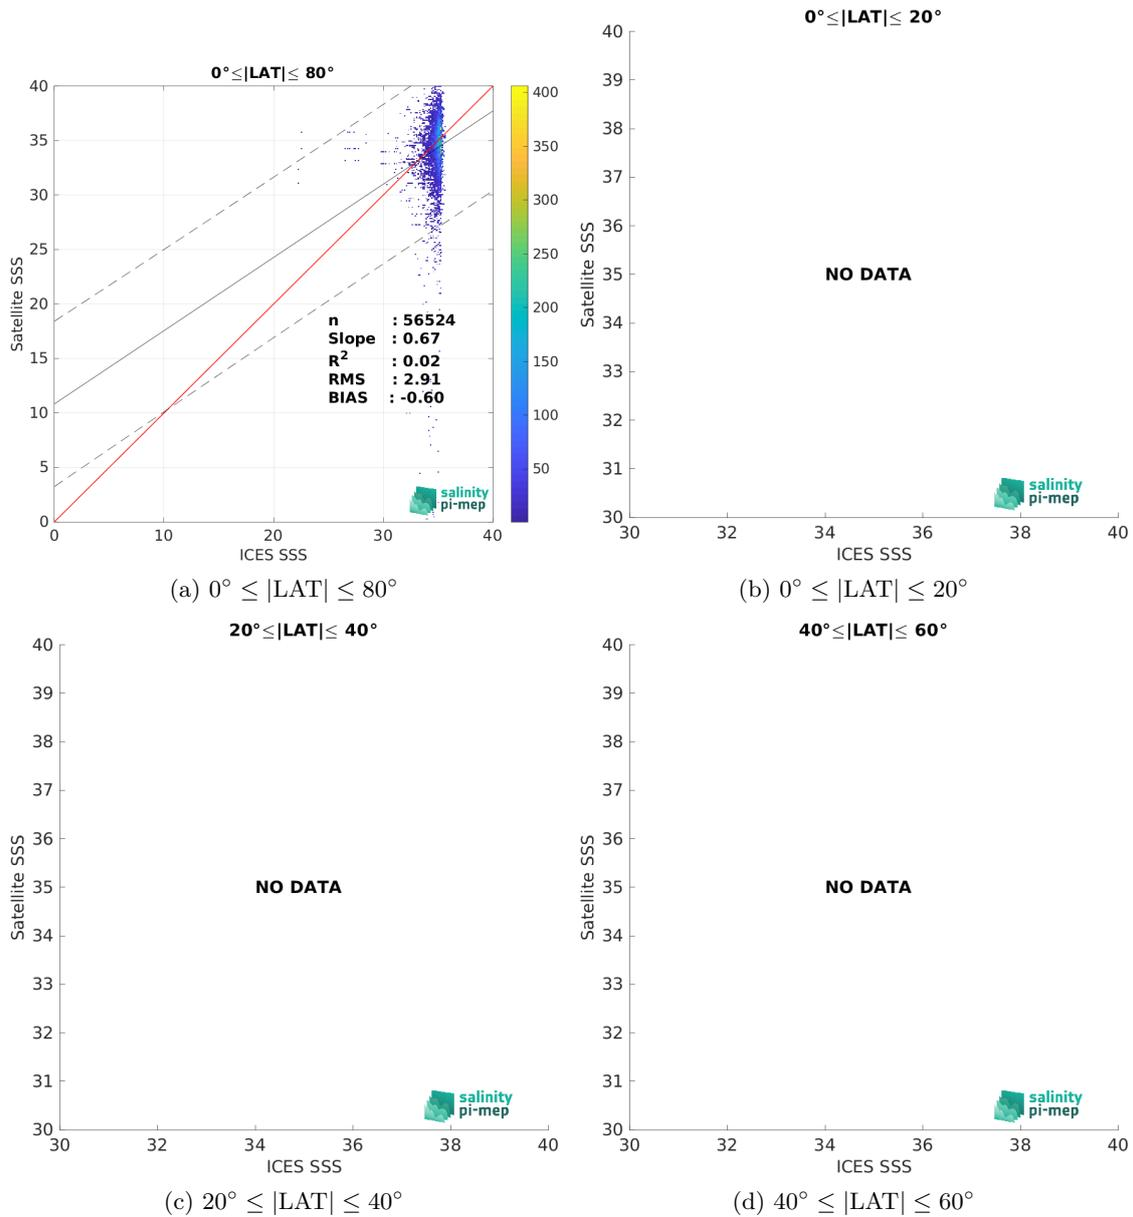 0°≤|LAT|≤ 80°
40
35
30
25
20
15
10
5
0
Satellite SSS
0
10
20
30
40
ICES SSS
n : 56524
Slope : 0.67
R² : 0.02
RMS : 2.91
BIAS : -0.60
salinity
pi-mep
400
350
300
250
200
150
100
50
(a) 0° ≤ |LAT| ≤ 80°
0°≤|LAT|≤ 20°
40
39
38
37
36
35
34
33
32
31
30
Satellite SSS
NO DATA
salinity
pi-mep
30
32
34
36
38
40
ICES SSS
(b) 0° ≤ |LAT| ≤ 20°
20°≤|LAT|≤ 40°
40
39
38
37
36
35
34
33
32
31
30
Satellite SSS
NO DATA
salinity
pi-mep
30
32
34
36
38
40
ICES SSS
(c) 20° ≤ |LAT| ≤ 40°
40°≤|LAT|≤ 60°
40
39
38
37
36
35
34
33
32
31
30
Satellite SSS
NO DATA
salinity
pi-mep
30
32
34
36
38
40
ICES SSS
(d) 40° ≤ |LAT| ≤ 60°